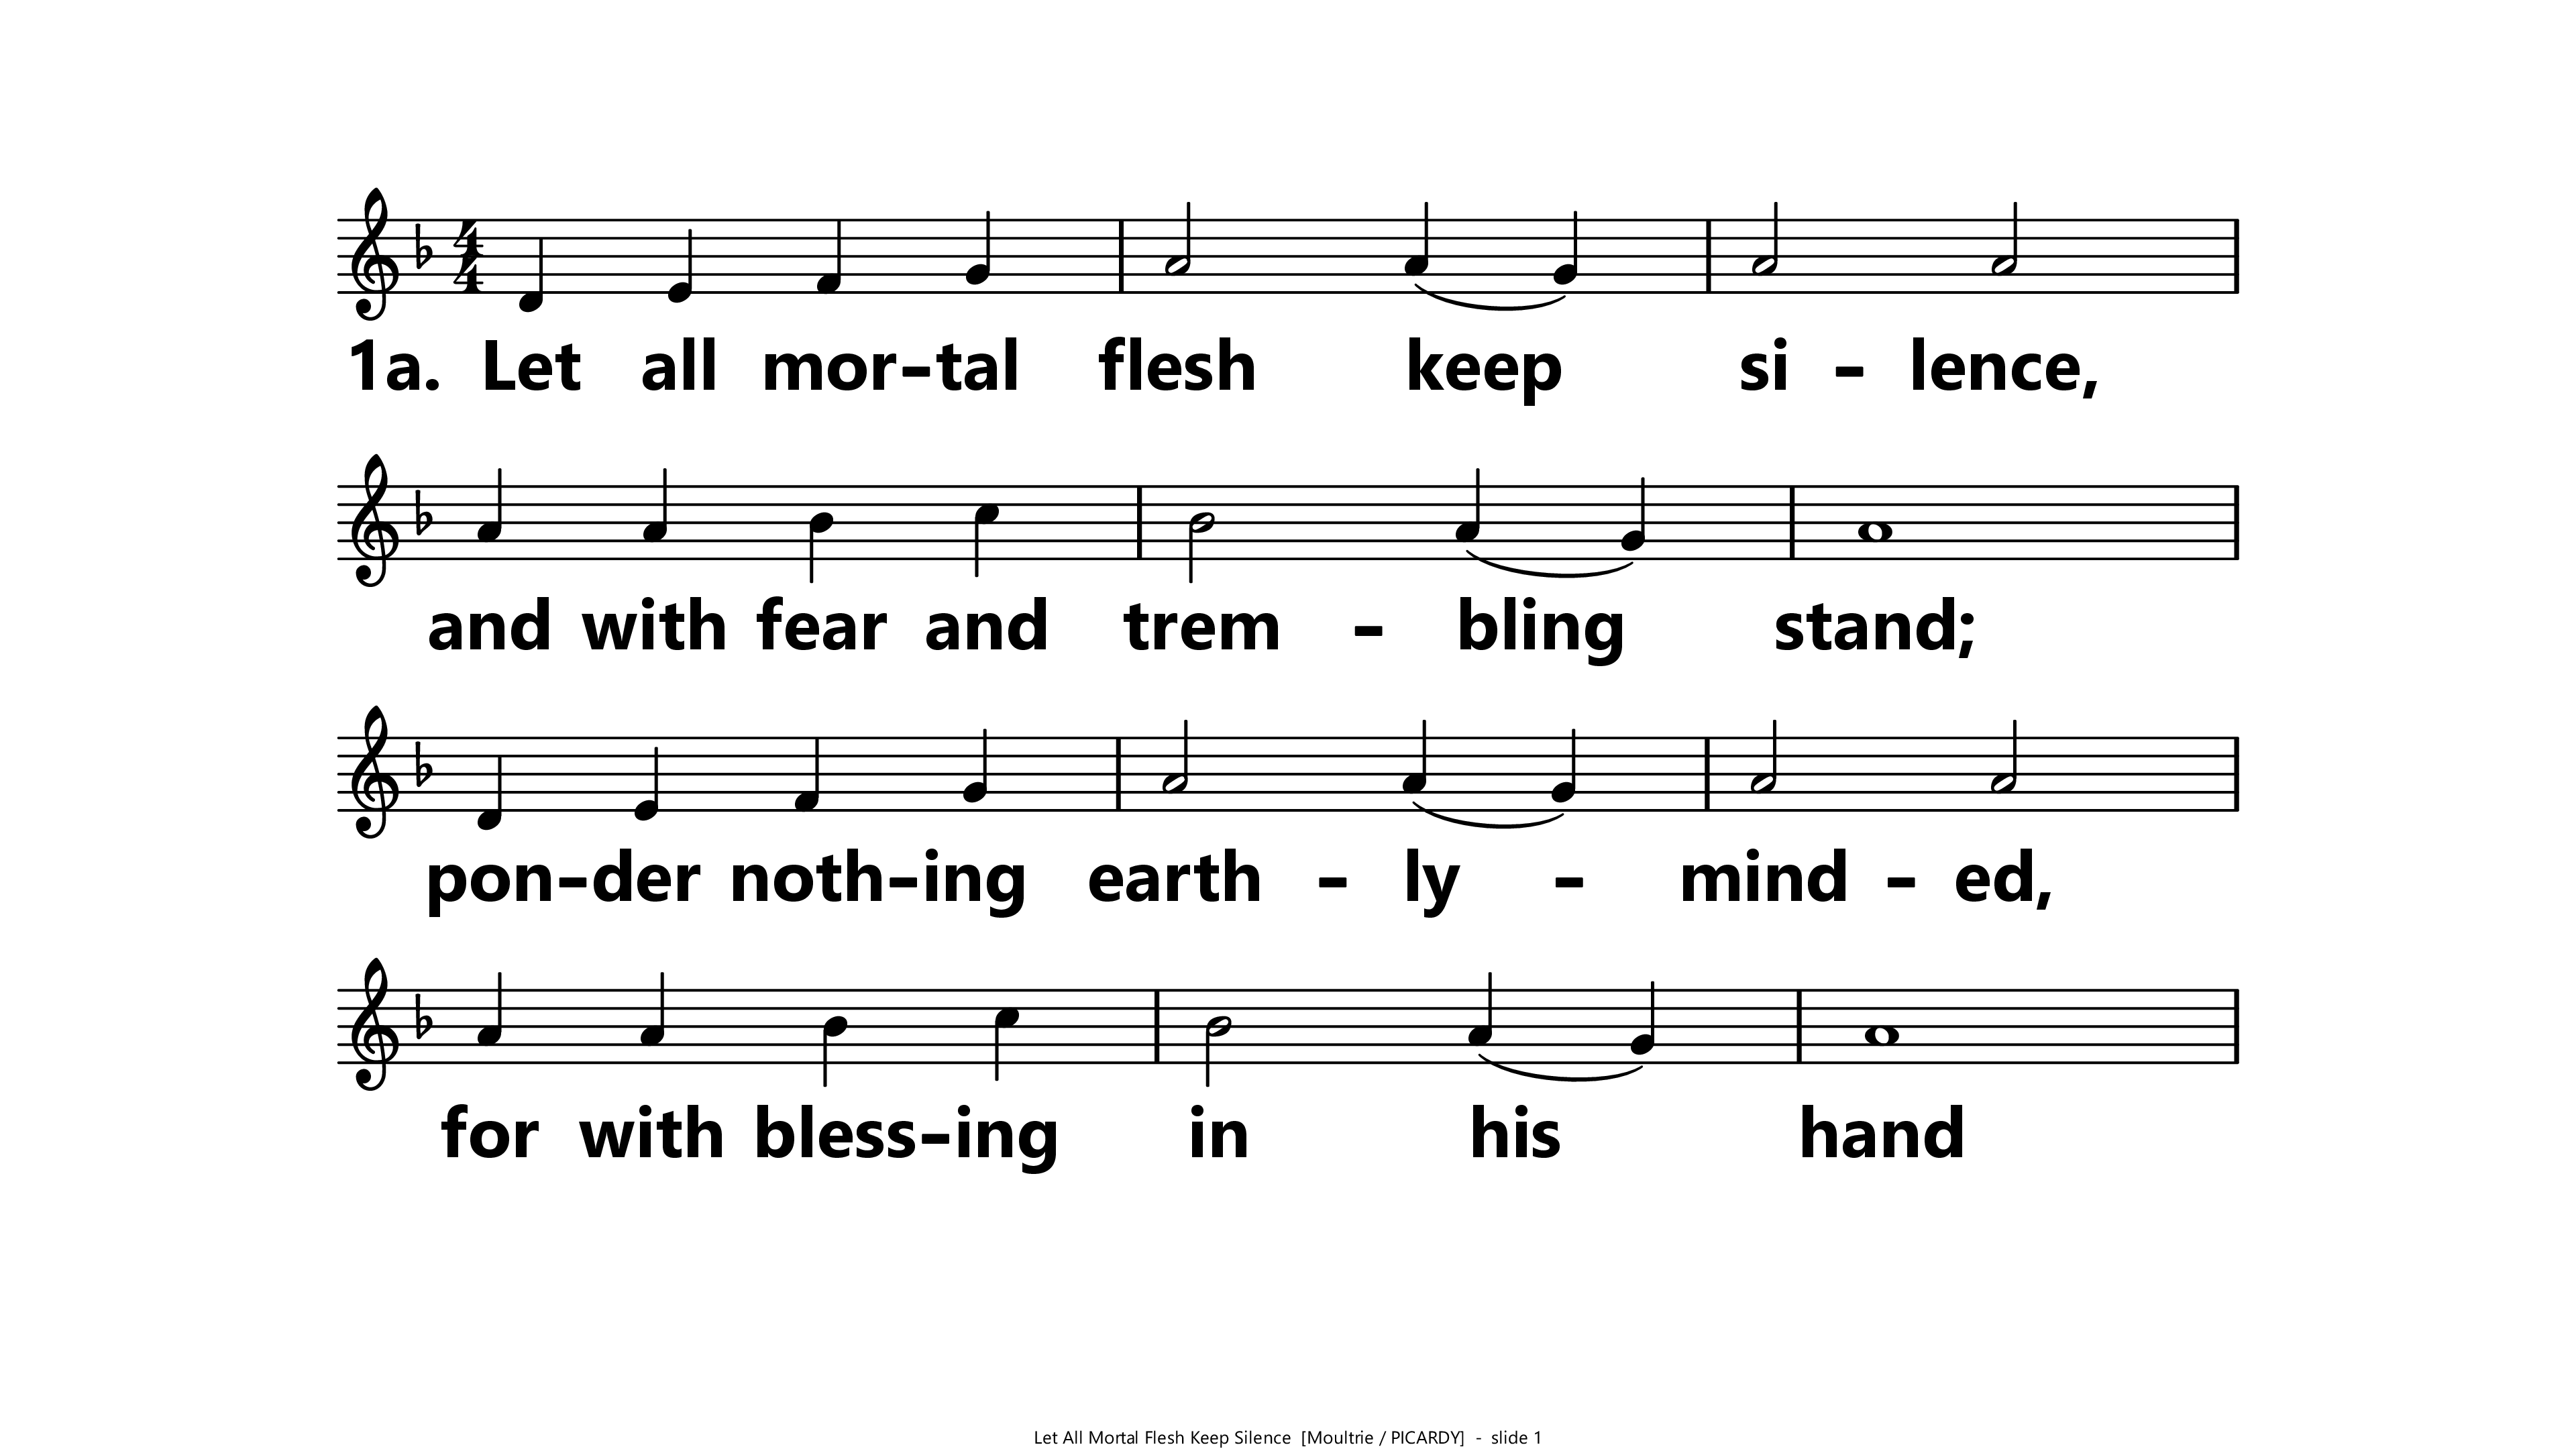 1a. Let all mor-tal flesh keep si - lence,
and with fear and trem - bling stand;
pon-der noth-ing earth - ly - mind - ed,
for with bless-ing in his hand
Let All Mortal Flesh Keep Silence [Moultrie / PICARDY] - slide 1